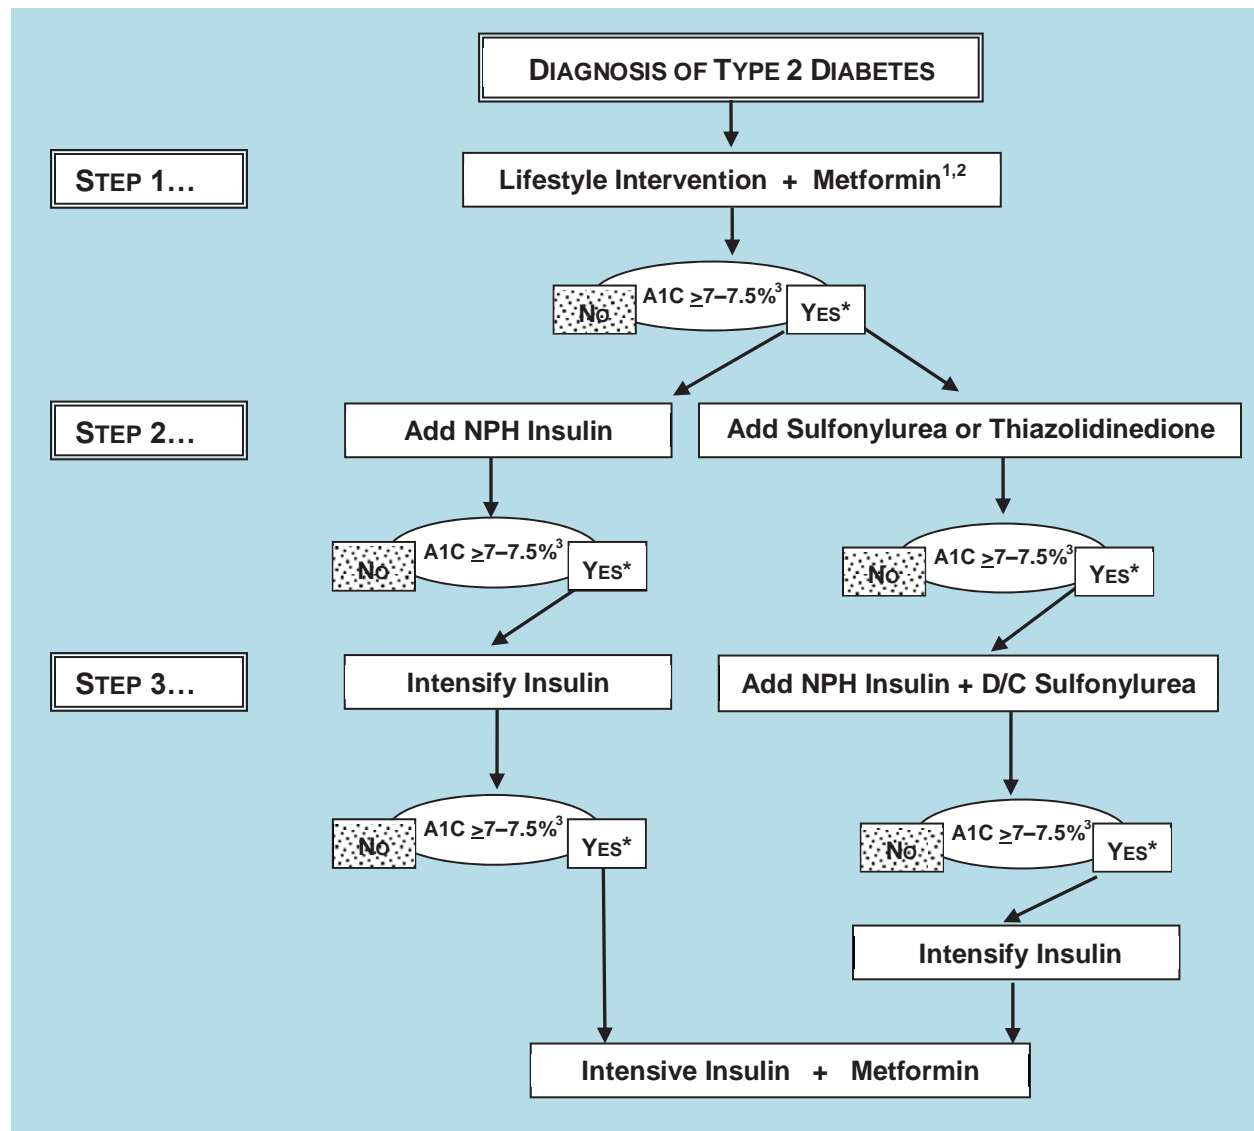 DIAGNOSIS OF TYPE 2 DIABETES
STEP 1…
Lifestyle Intervention + Metformin1,2
A1C ≥7–7.5%3
NO
YES*
STEP 2…
Add NPH Insulin
Add Sulfonylurea or Thiazolidinedione
A1C ≥7–7.5%3
NO
YES*
A1C ≥7–7.5%3
NO
YES*
STEP 3…
Intensify Insulin
Add NPH Insulin + D/C Sulfonylurea
A1C ≥7–7.5%3
NO
YES*
A1C ≥7–7.5%3
NO
YES*
Intensify Insulin
Intensive Insulin + Metformin